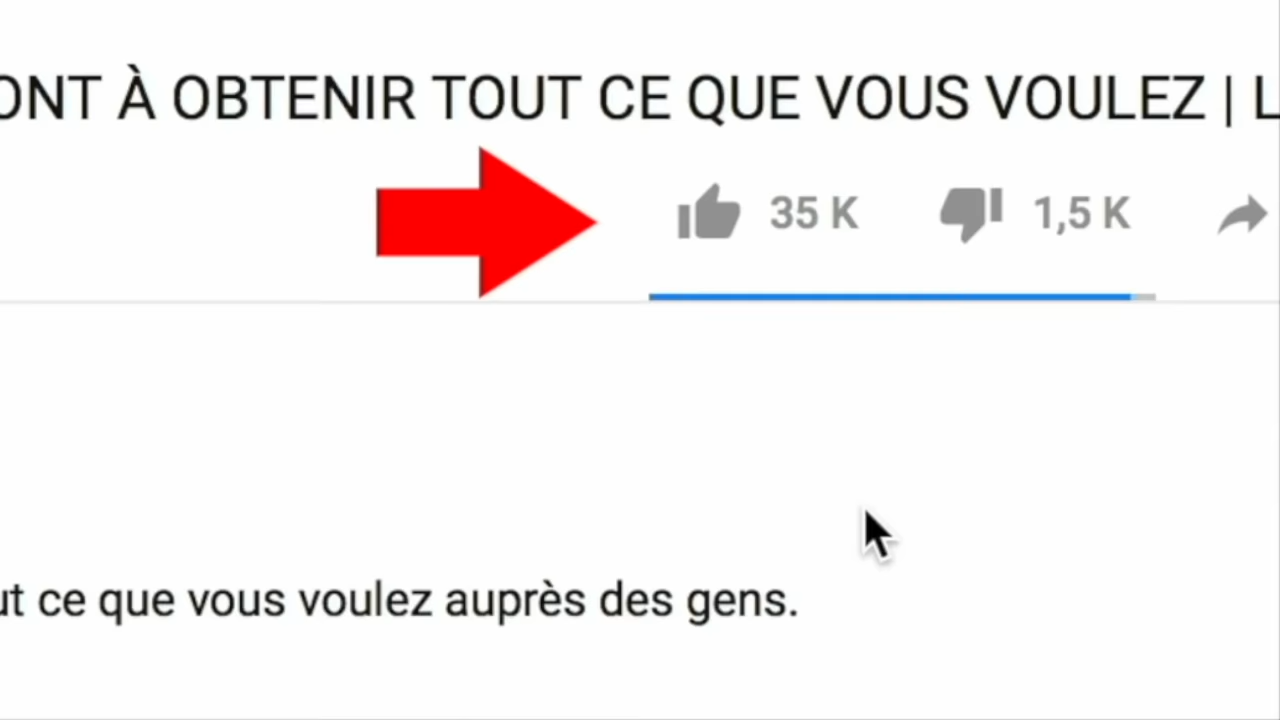 ONT À OBTENIR TOUT CE QUE VOUS VOULEZ | L
35 K 1,5 K
ut ce que vous voulez auprès des gens.